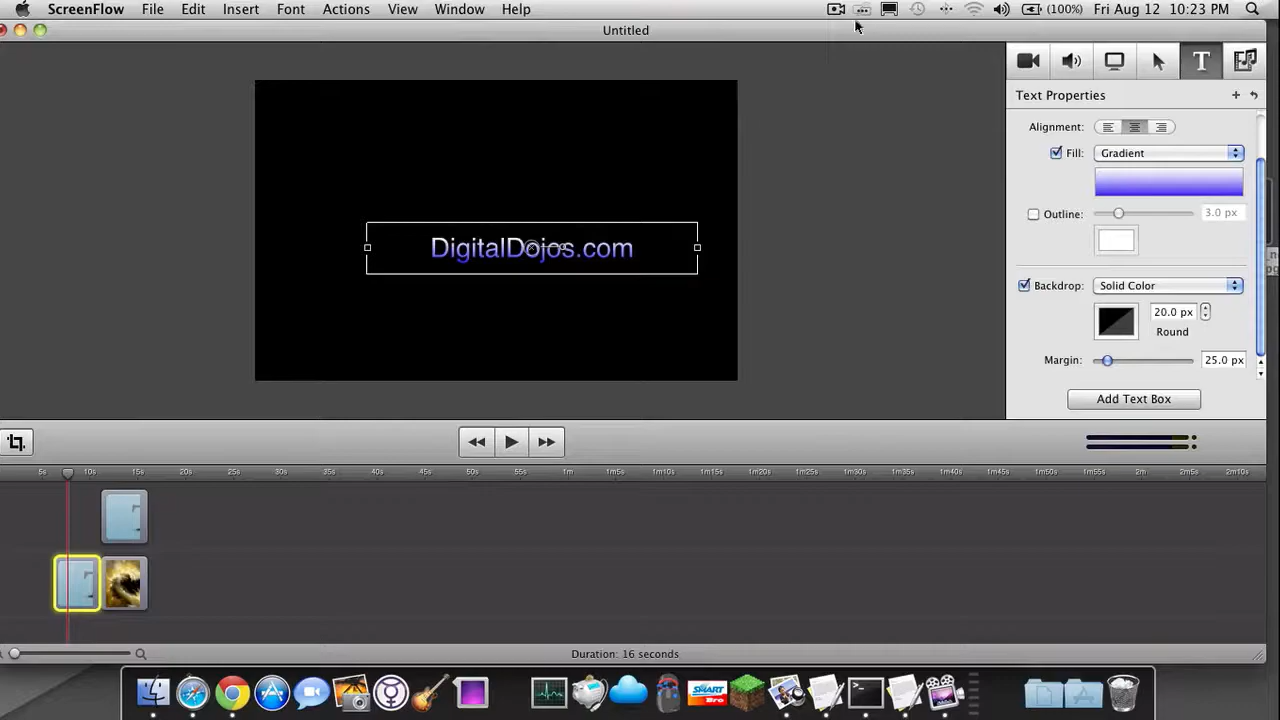 ScreenFlow File Edit Insert Font Actions View Window Help (100%) Fri Aug 12 10:23 PM
Untitled
Text Properties
Alignment:
Fill: Gradient
Outline: 3.0 px
DigitalDojos.com
Backdrop: Solid Color
20.0 px
Round
Margin: 25.0 px
Add Text Box
5s 10s 15s 20s 25s 30s 35s 40s 45s 50s 55s 1m 1m5s 1m10s 1m15s 1m20s 1m25s 1m30s 1m35s 1m40s 1m45s 1m50s 1m55s 2m 2m5s 2m10s
Duration: 16 seconds
SMART
Bro